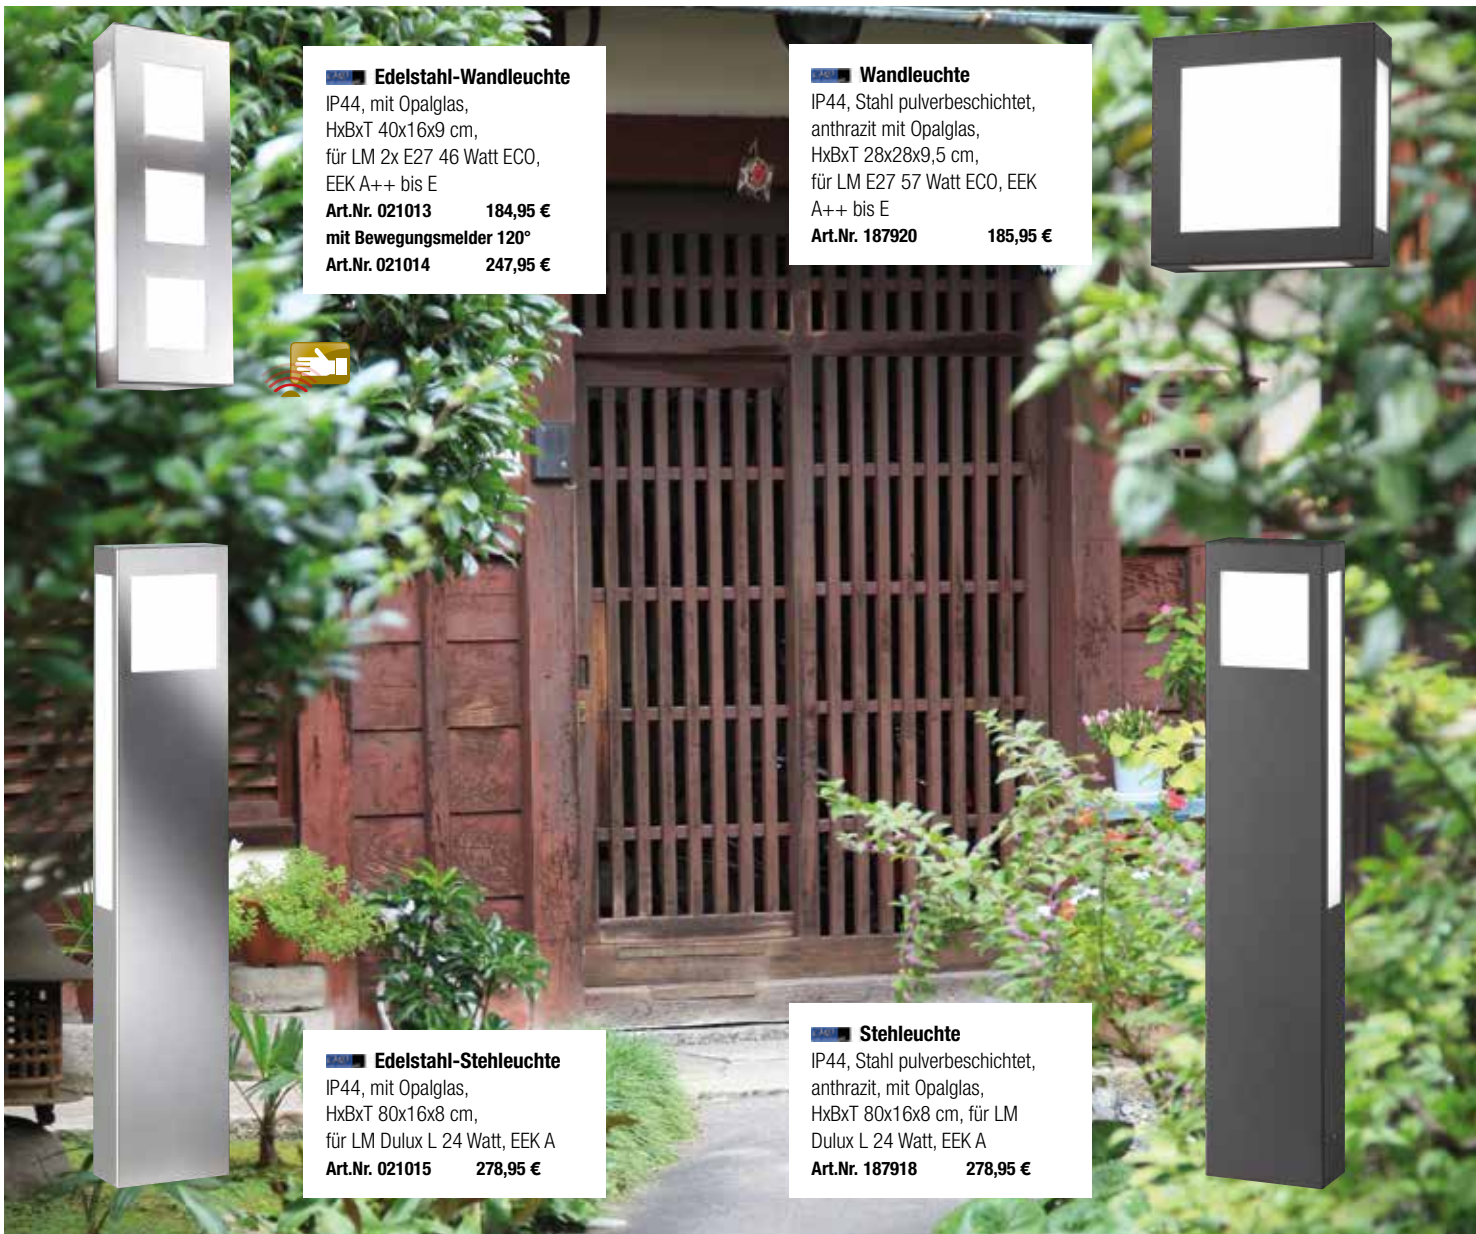 Edelstahl-Wandleuchte
IP44, mit Opalglas,
HxBxT 40x16x9 cm,
für LM 2x E27 46 Watt ECO,
EEK A++ bis E
Art.Nr. 021013 184,95 €
mit Bewegungsmelder 120°
Art.Nr. 021014 247,95 €
Wandleuchte
IP44, Stahl pulverbeschichtet,
anthrazit mit Opalglas,
HxBxT 28x28x9,5 cm,
für LM E27 57 Watt ECO, EEK
A++ bis E
Art.Nr. 187920 185,95 €
Edelstahl-Stehleuchte
IP44, mit Opalglas,
HxBxT 80x16x8 cm,
für LM Dulux L 24 Watt, EEK A
Art.Nr. 021015 278,95 €
Stehleuchte
IP44, Stahl pulverbeschichtet,
anthrazit, mit Opalglas,
HxBxT 80x16x8 cm, für LM
Dulux L 24 Watt, EEK A
Art.Nr. 187918 278,95 €